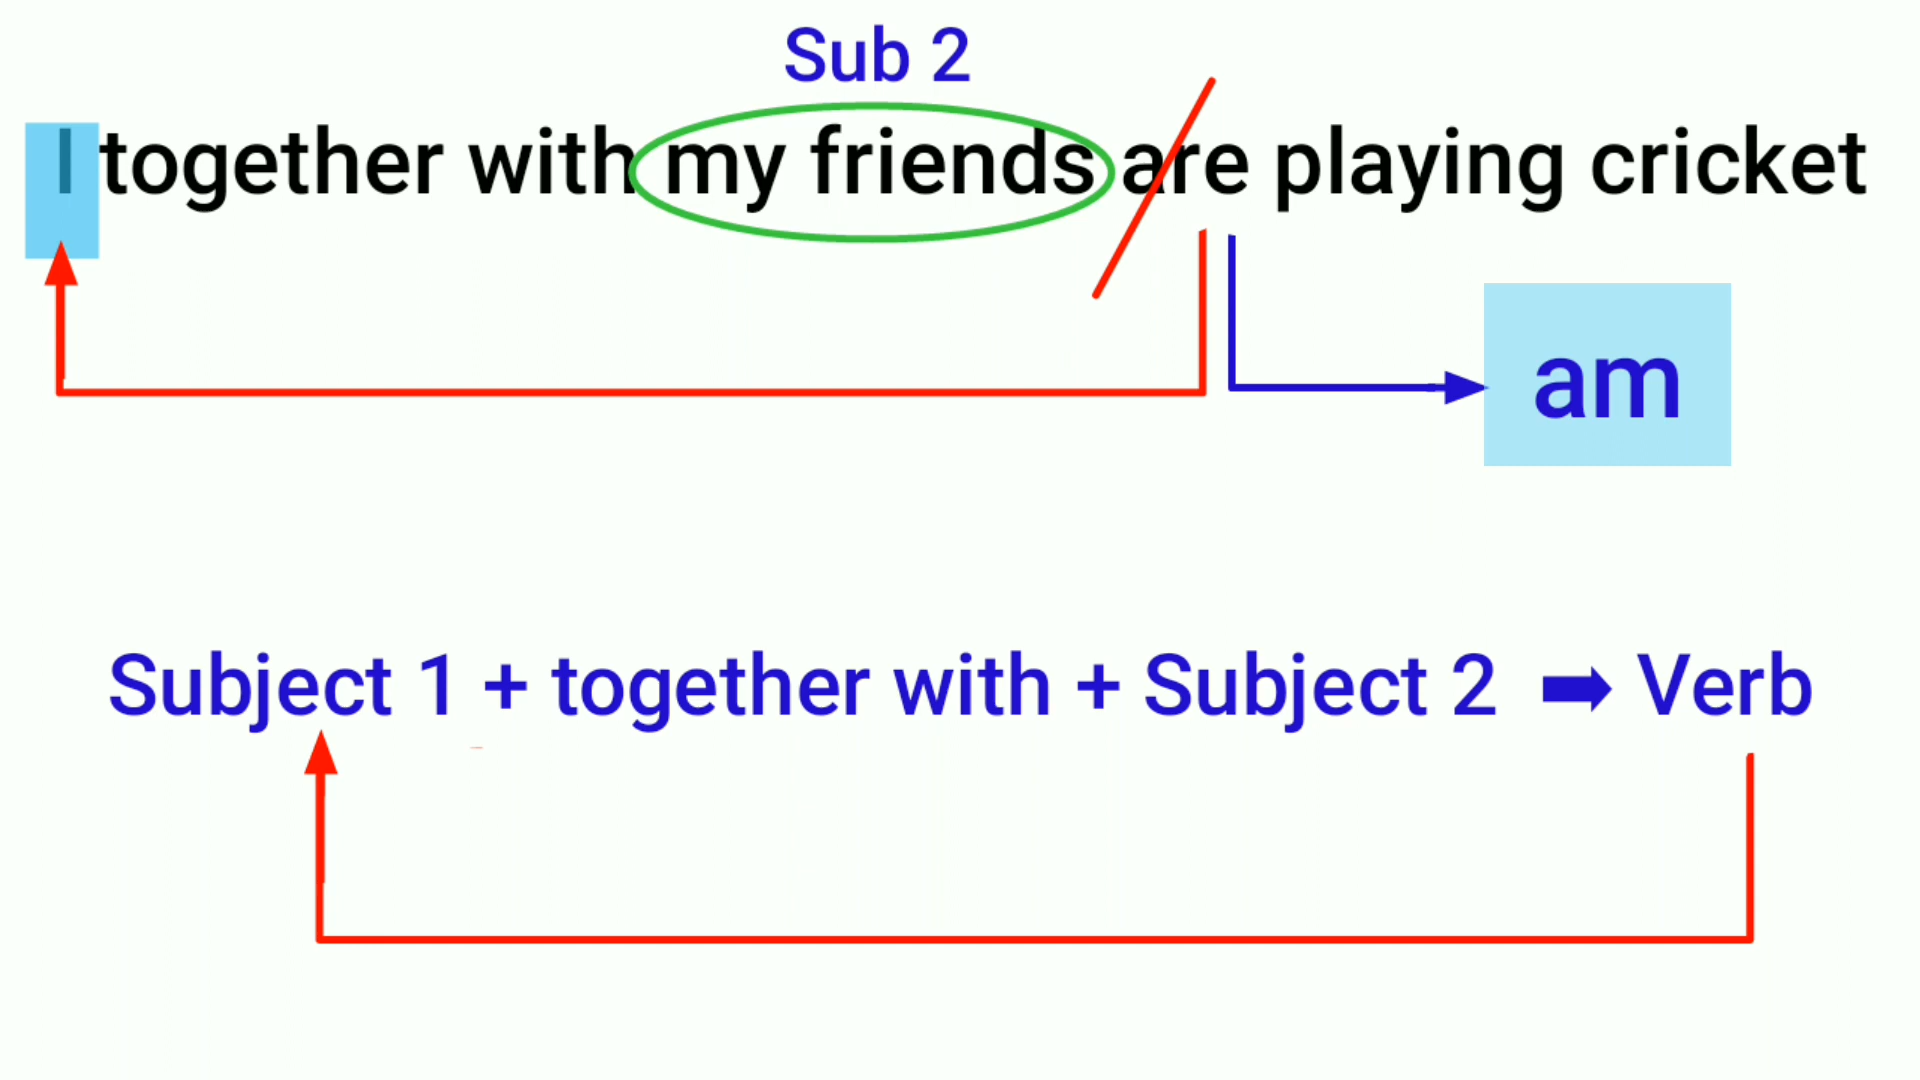 Sub 2
I together with my friends are playing cricket
am
Subject 1 + together with + Subject 2 ➡ Verb